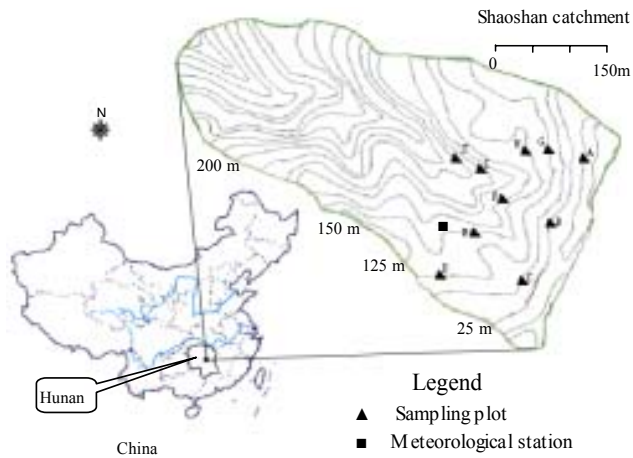 Shaoshan catchment
0 150m
N
200 m
150 m
125 m
25 m
Hunan
China
Legend
Sampling plot
Meteorological station